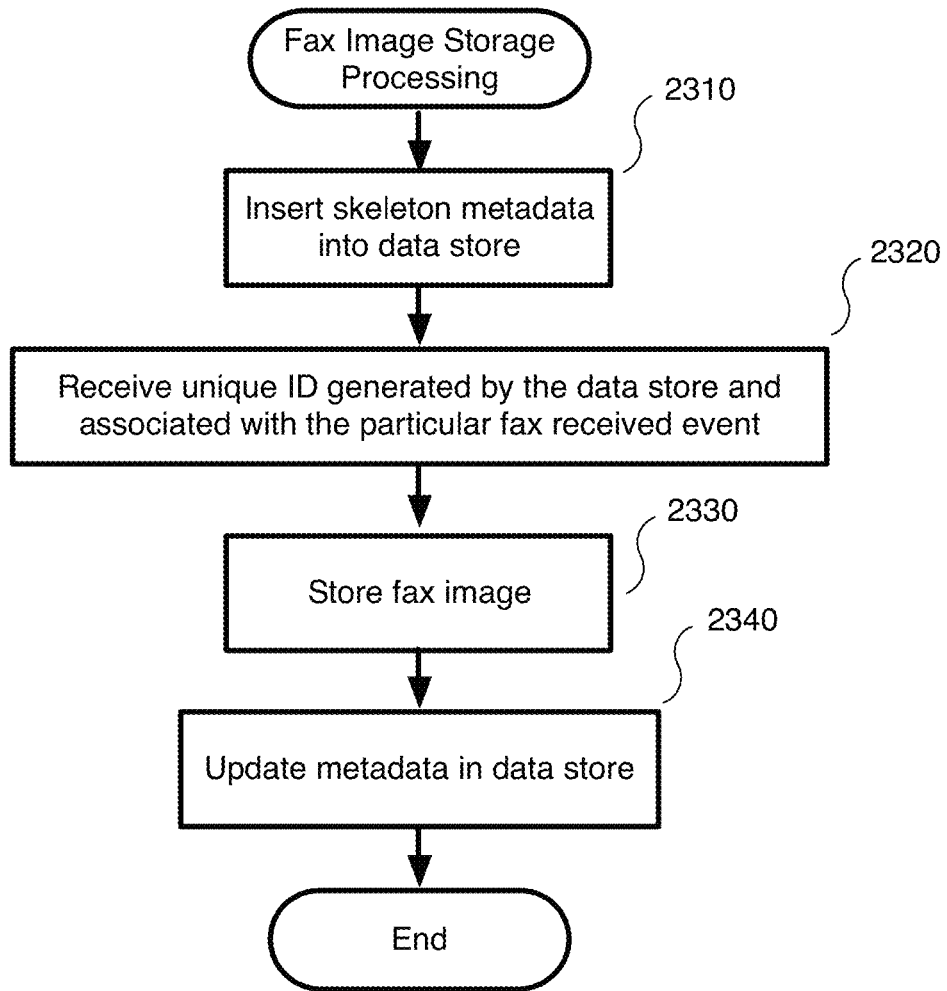 Fax Image Storage
Processing
2310
Insert skeleton metadata
into data store
2320
Receive unique ID generated by the data store and
associated with the particular fax received event
2330
Store fax image
2340
Update metadata in data store
End